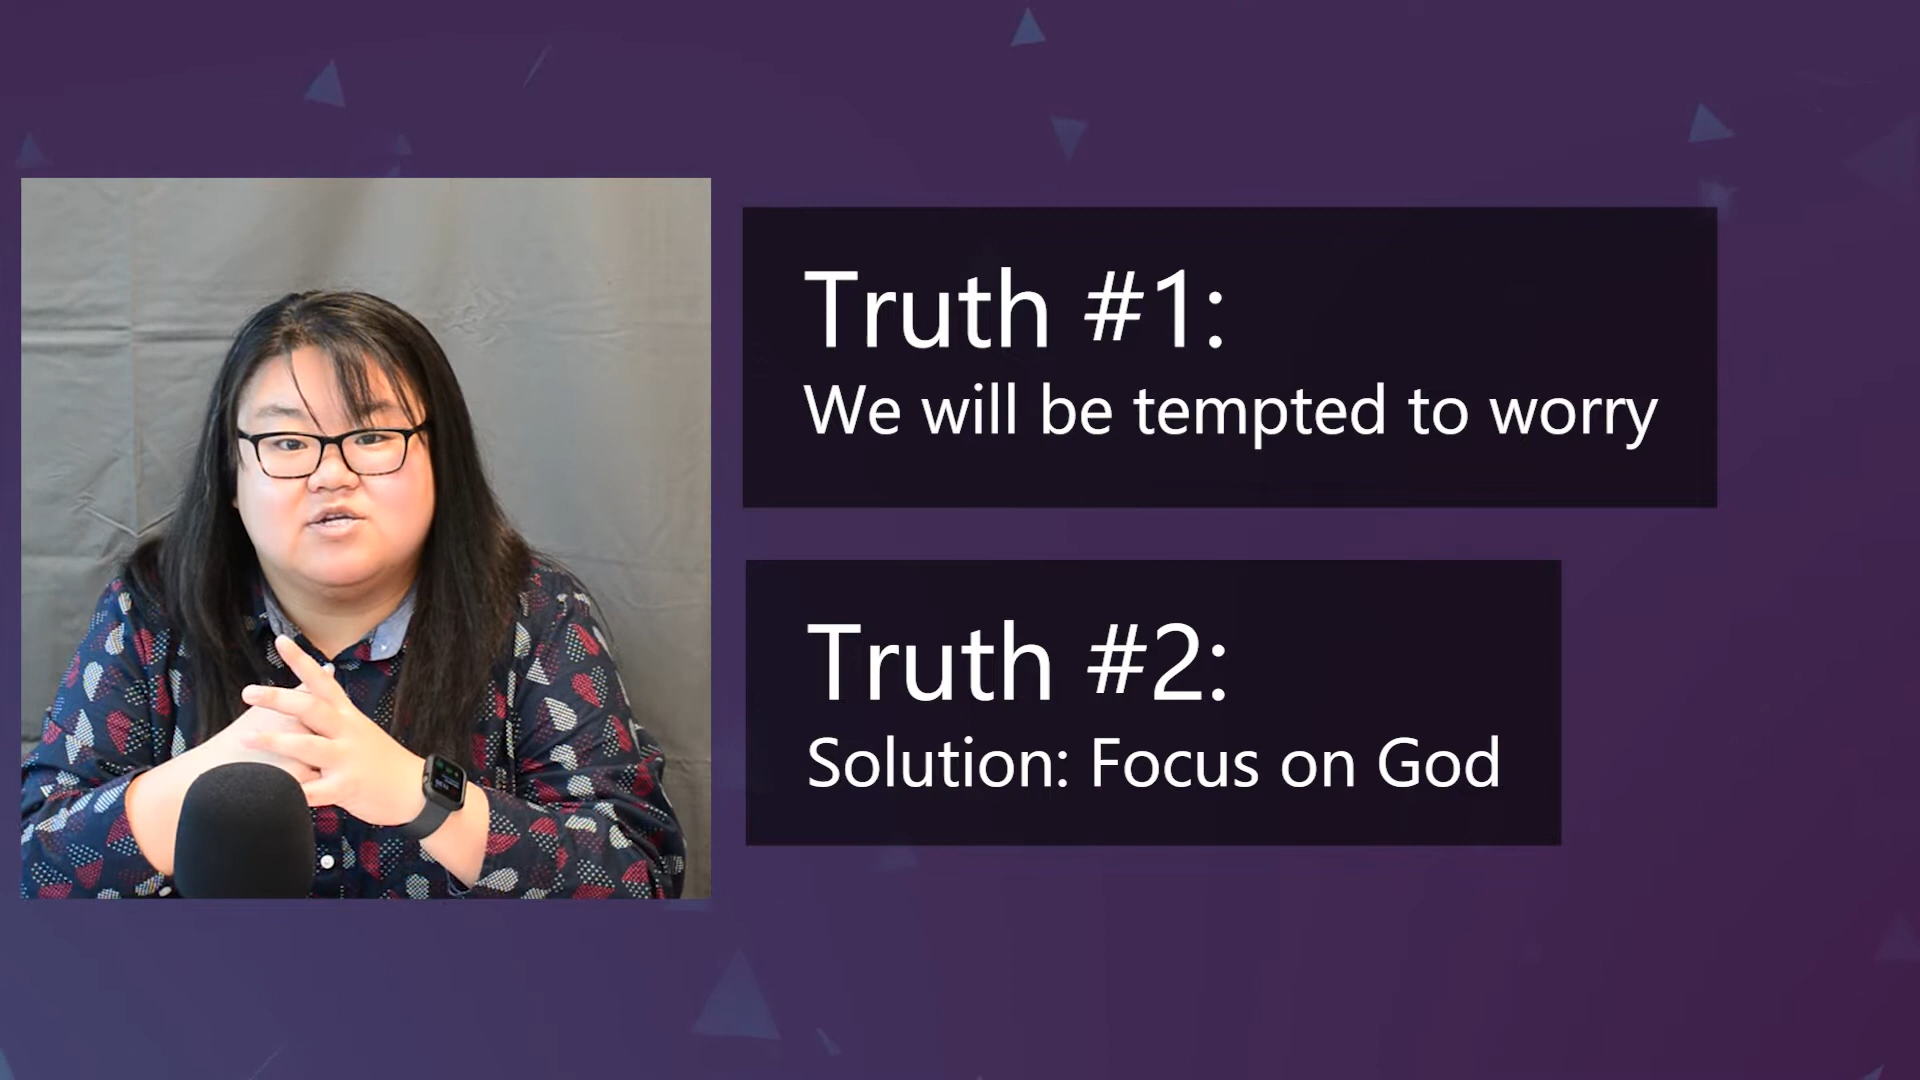 Truth #1:
We will be tempted to worry
Truth #2:
Solution: Focus on God